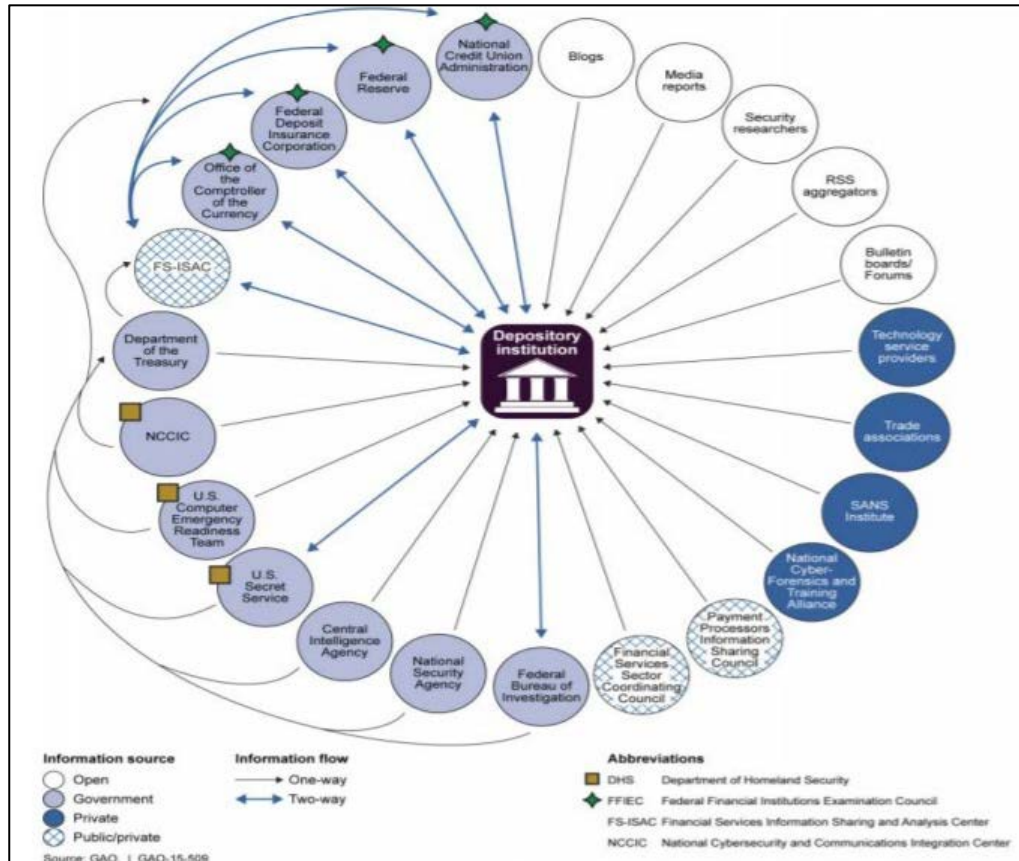 National
Credit Union
Administration
Blogs
Federal
Reserve
Media
reports
Federal
Deposit
Insurance
Corporation
Security
researchers
Office of
the
Comptroller
of the
Currency
RSS
aggregators
FS-ISAC
Bulletin
boards/
Forums
Depository
institution
Department
of the
Treasury
Technology
service
providers
NCCIC
Trade
associations
U.S.
Computer
Emergency
Readiness
Team
SANS
Institute
U.S.
Secret
Service
National
Cyber-
Forensics and
Training
Alliance
Central
Intelligence
Agency
Payment
Processors
Information
Sharing
Council
National
Security
Agency
Federal
Bureau of
Investigation
Financial
Services
Sector
Coordinating
Council
Information source
Open
Government
Private
Public/private
Information flow
One-way
Two-way
Abbreviations
DHS Department of Homeland Security
FFIEC Federal Financial Institutions Examination Council
FS-ISAC Financial Services Information Sharing and Analysis Center
NCCIC National Cybersecurity and Communications Integration Center
Source: GAO. | GAO-15-509